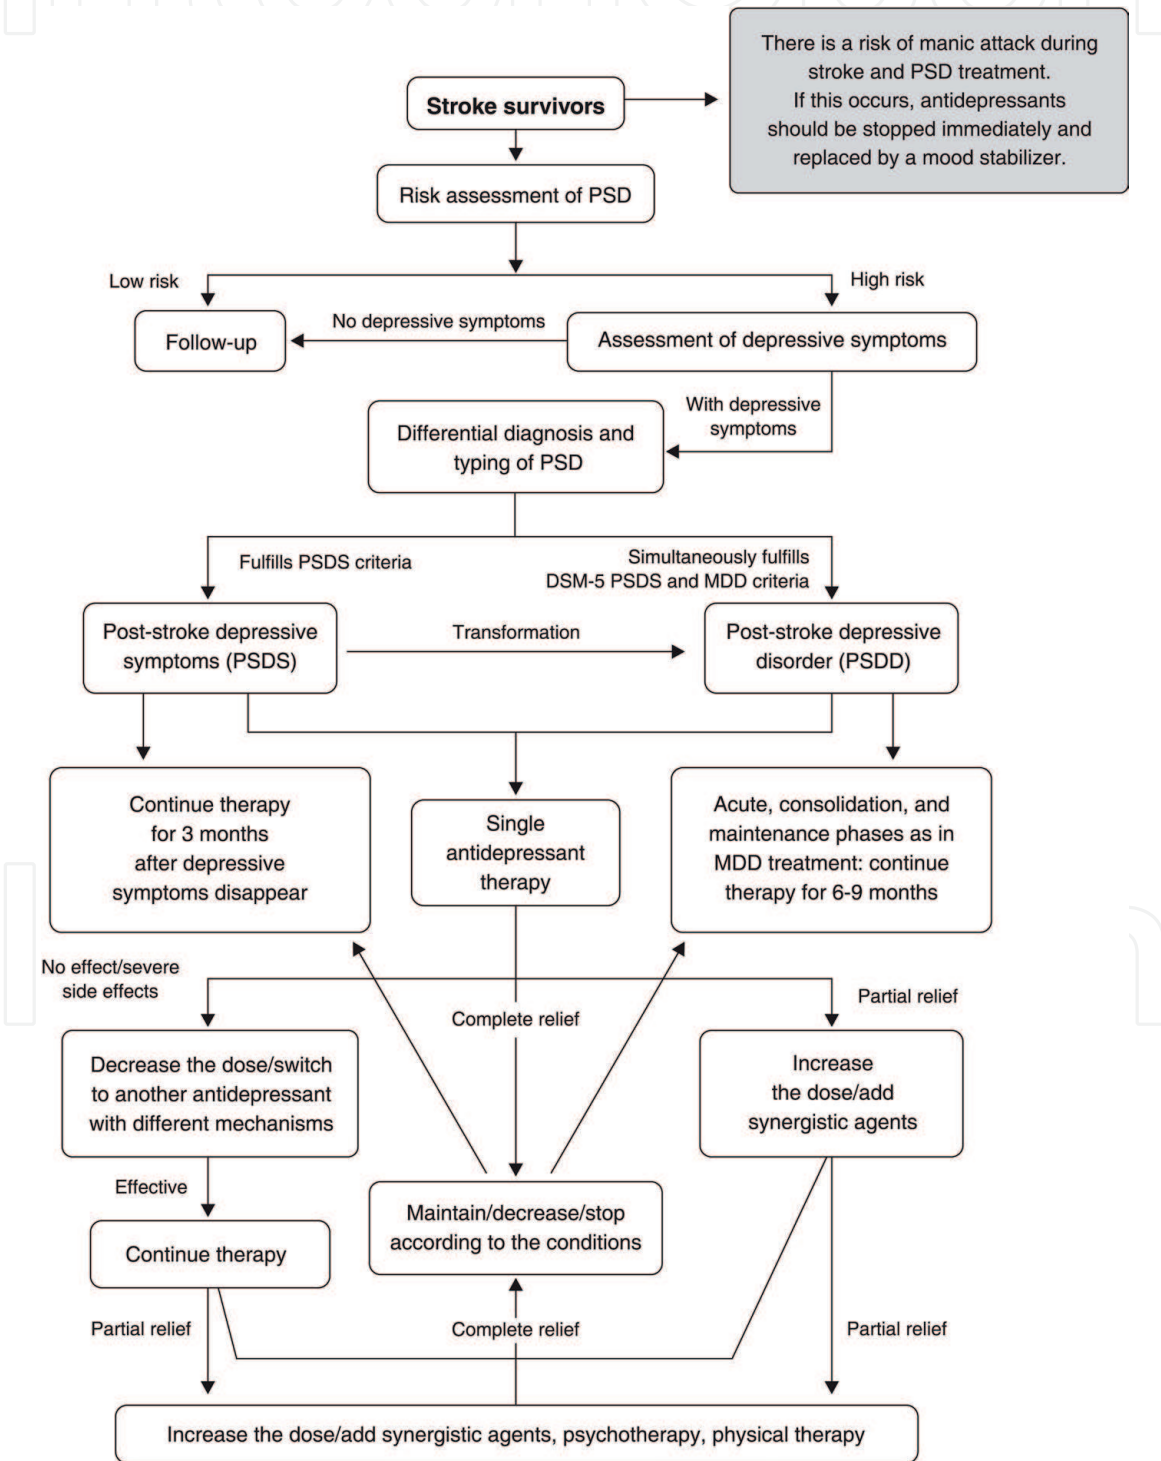 There is a risk of manic attack during
stroke and PSD treatment.
If this occurs, antidepressants
should be stopped immediately and
replaced by a mood stabilizer.
Stroke survivors
Risk assessment of PSD
Low risk
High risk
Follow-up
No depressive symptoms
Assessment of depressive symptoms
With depressive
symptoms
Differential diagnosis and
typing of PSD
Fulfills PSDS criteria
Simultaneously fulfills
DSM-5 PSDS and MDD criteria
Post-stroke depressive
symptoms (PSDS)
Transformation
Post-stroke depressive
disorder (PSDD)
Continue therapy
for 3 months
after depressive
symptoms disappear
Single
antidepressant
therapy
Acute, consolidation, and
maintenance phases as in
MDD treatment: continue
therapy for 6-9 months
No effect/severe
side effects
Complete relief
Partial relief
Decrease the dose/switch
to another antidepressant
with different mechanisms
Increase
the dose/add
synergistic agents
Effective
Continue therapy
Maintain/decrease/stop
according to the conditions
Partial relief
Complete relief
Partial relief
Increase the dose/add synergistic agents, psychotherapy, physical therapy